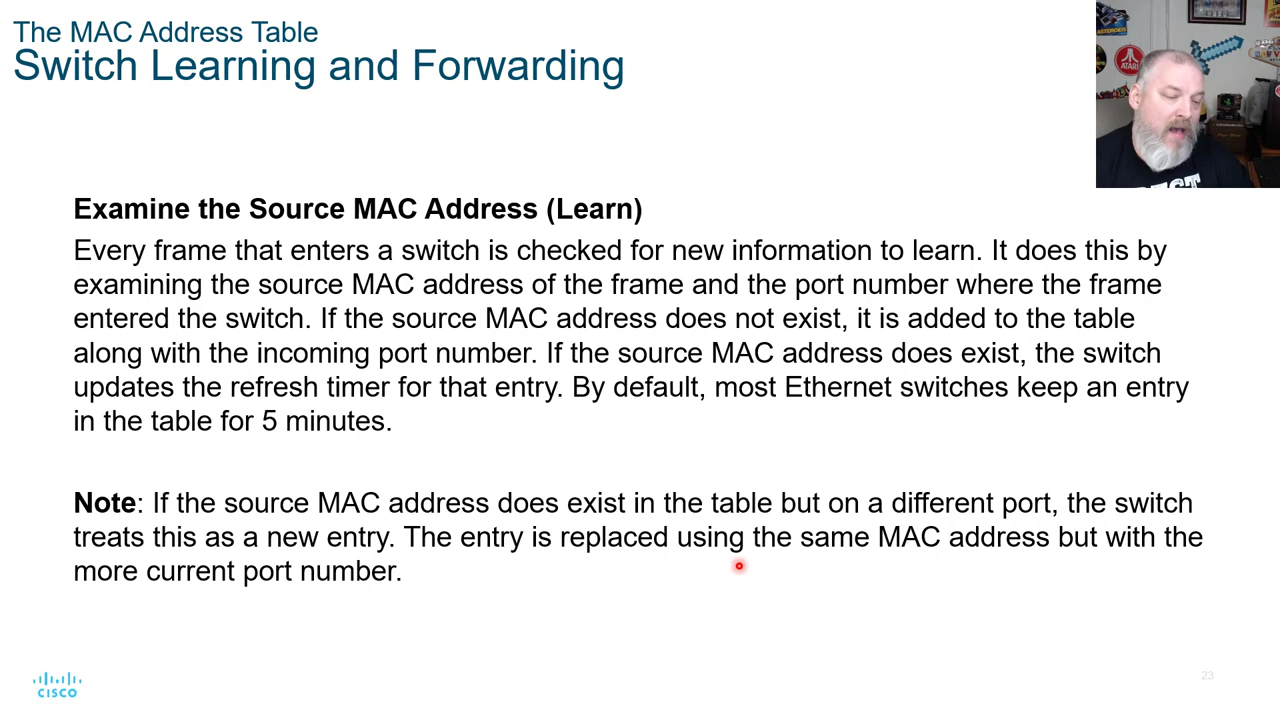 The MAC Address Table
Switch Learning and Forwarding
ATARI
Examine the Source MAC Address (Learn)
Every frame that enters a switch is checked for new information to learn. It does this by
examining the source MAC address of the frame and the port number where the frame
entered the switch. If the source MAC address does not exist, it is added to the table
along with the incoming port number. If the source MAC address does exist, the switch
updates the refresh timer for that entry. By default, most Ethernet switches keep an entry
in the table for 5 minutes.
Note: If the source MAC address does exist in the table but on a different port, the switch
treats this as a new entry. The entry is replaced using the same MAC address but with the
more current port number.
CISCO
23